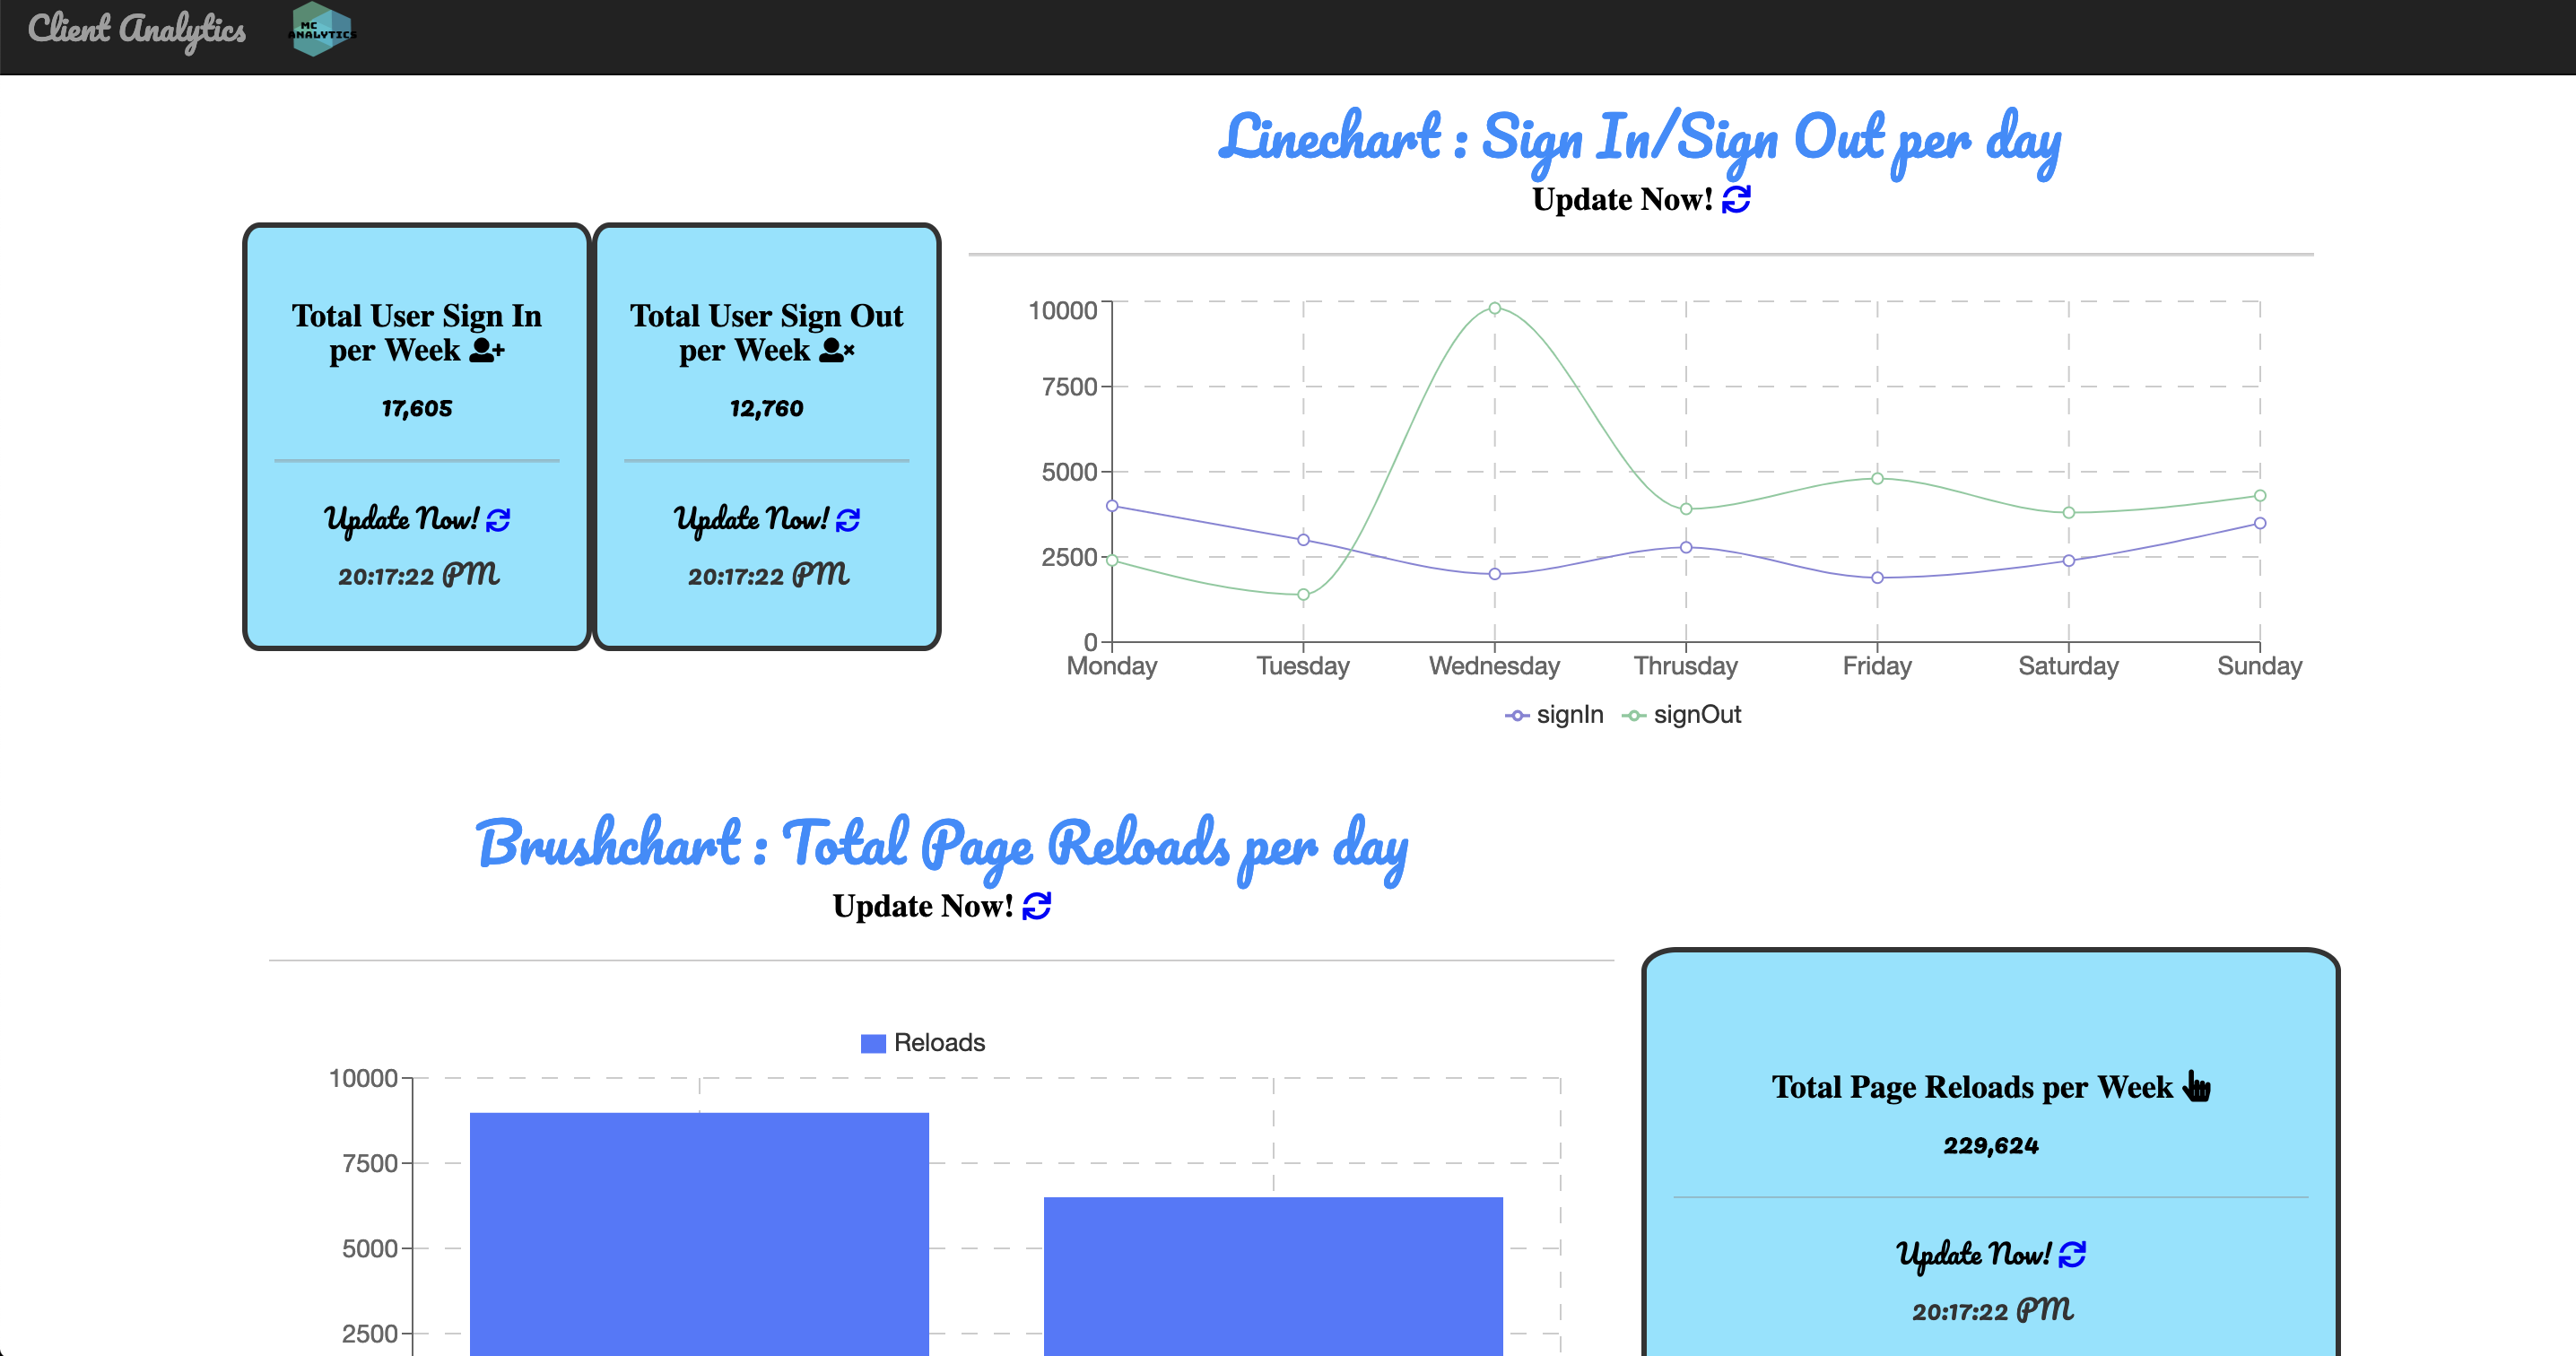 Client Analytics
MC
ANALYTICS
Linechart : Sign In/Sign Out per day
Update Now!
Total User Sign In
per Week
17,605
Update Now!
20:17:22 PM
Total User Sign Out
per Week
12,760
Update Now!
20:17:22 PM
10000
7500
5000
2500
0
Monday Tuesday Wednesday Thrusday Friday Saturday Sunday
signIn signOut
Brushchart : Total Page Reloads per day
Update Now!
Reloads
10000
7500
5000
2500
Total Page Reloads per Week
229,624
Update Now!
20:17:22 PM